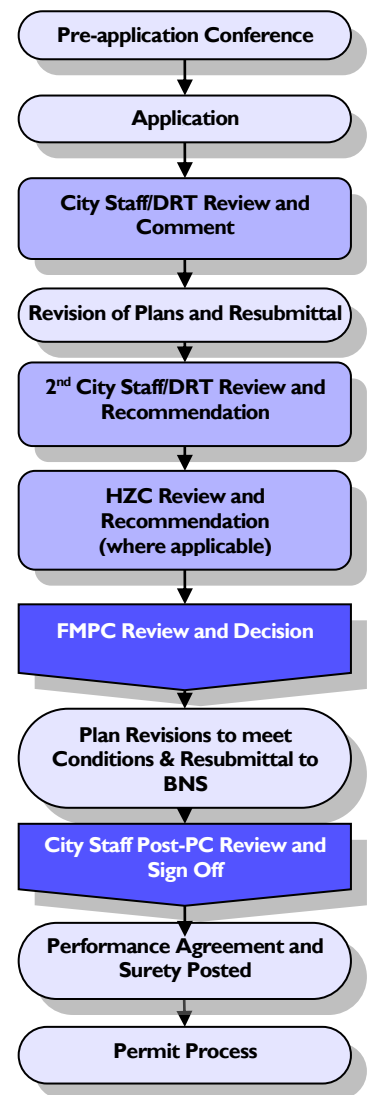 Pre-application Conference
Application
City Staff/DRT Review and
Comment
Revision of Plans and Resubmittal
2nd City Staff/DRT Review and
Recommendation
HZC Review and
Recommendation
(where applicable)
FMPC Review and Decision
Plan Revisions to meet
Conditions & Resubmittal to
BNS
City Staff Post-PC Review and
Sign Off
Performance Agreement and
Surety Posted
Permit Process